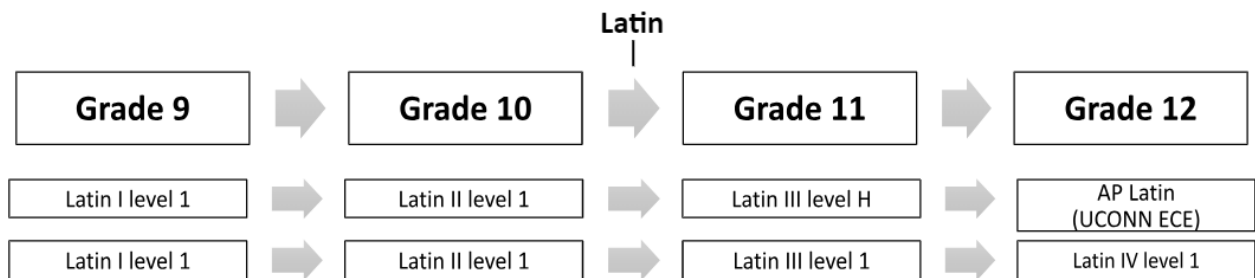 Latin
Grade 9
Grade 10
Grade 11
Grade 12
Latin I level 1
Latin II level 1
Latin III level H
AP Latin
(UCONN ECE)
Latin I level 1
Latin II level 1
Latin III level 1
Latin IV level 1